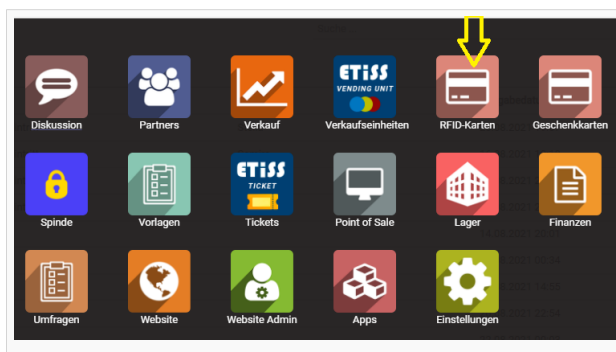 ETISS
VENDING UNIT
Diskussion
Partners
Verkauf
Verkaufseinheiten
RFID-Karten
Geschenkkarten
ETISS
TICKET
Spinde
Vorlagen
Tickets
Point of Sale
Lager
Finanzen
Umfragen
Website
Website Admin
Apps
Einstellungen